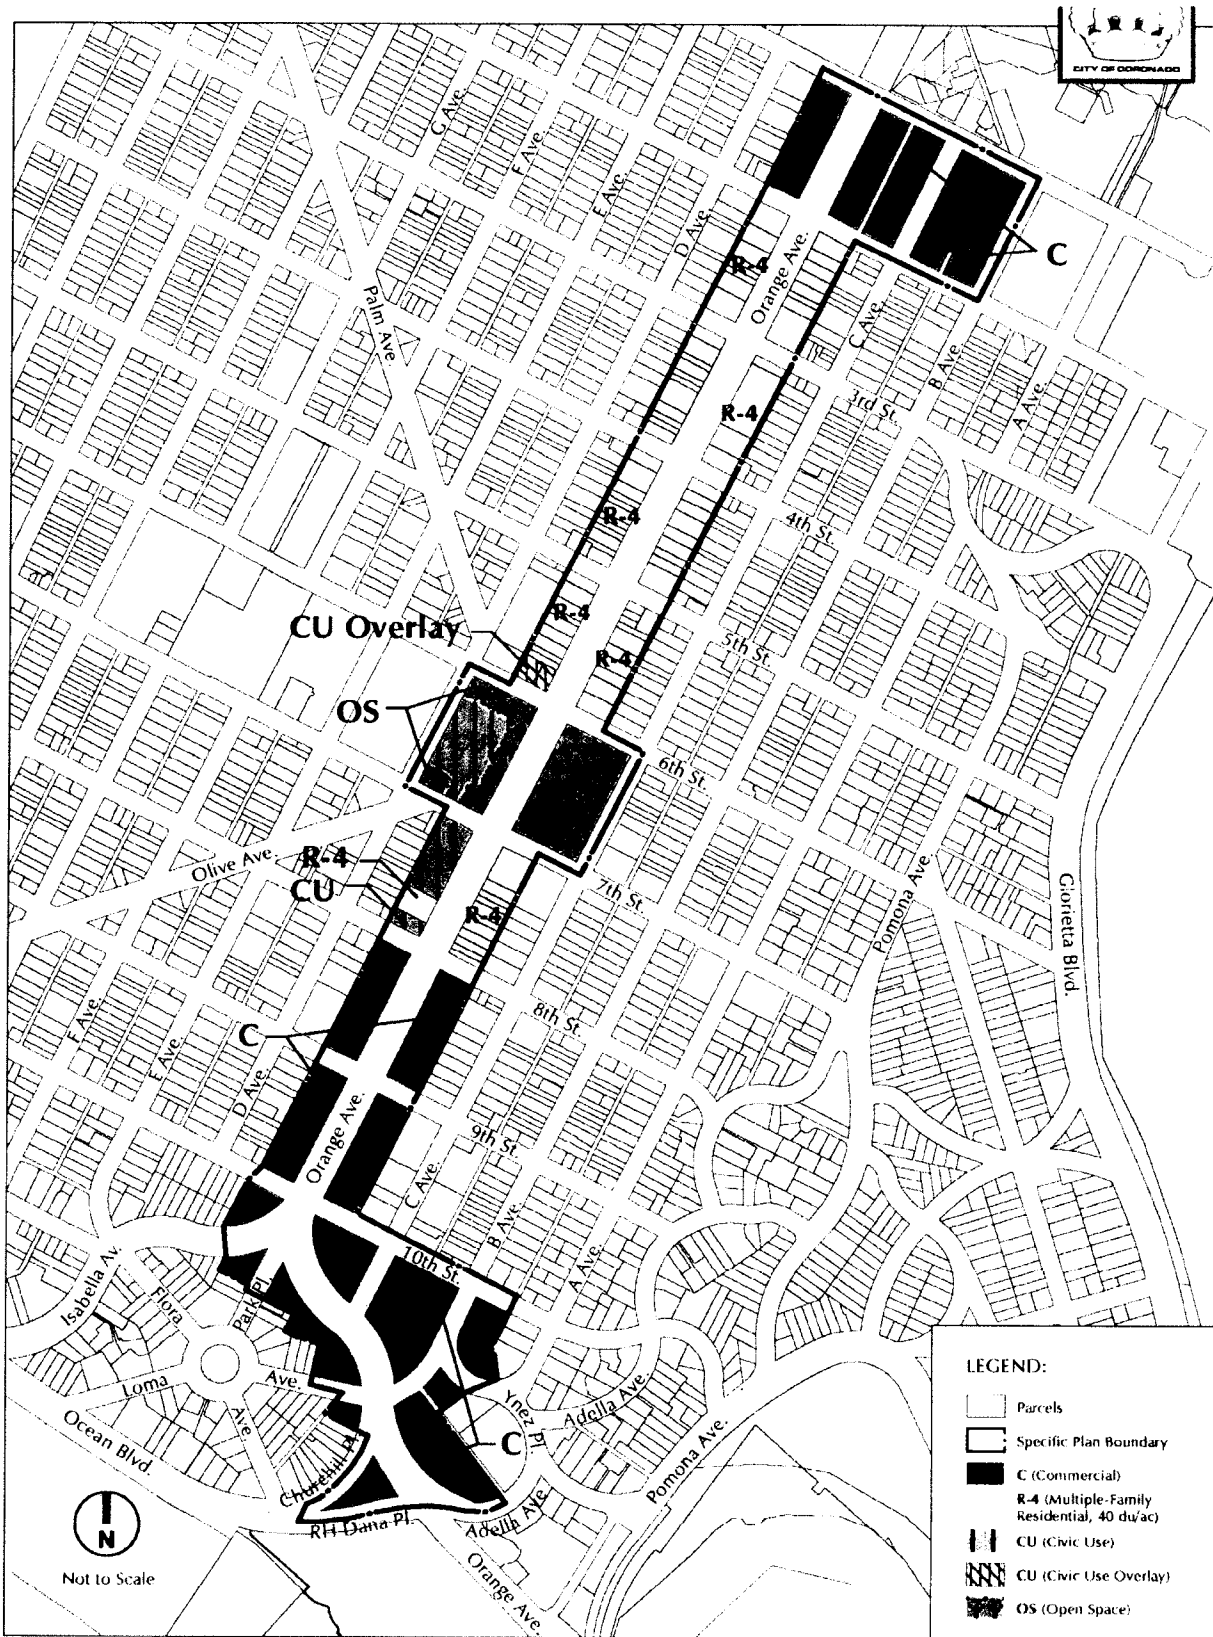 CITY OF CORONADO
G Ave.
F Ave.
E Ave.
D Ave.
Palm Ave.
R-4
Orange Ave.
C
C Ave.
B Ave.
A Ave.
3rd St.
R-4
R-4
4th St.
R-4
CU Overlay
R-4
5th St.
OS
6th St.
Olive Ave.
R-4
CU
R-4
7th St.
Pomona Ave.
Glorietta Blvd.
F Ave
E Ave.
D Ave.
C
8th St.
Orange Ave.
9th St.
C Ave
B Ave.
A Ave.
10th St.
Isabella Av.
Flora
Park Pl.
Loma
Ave.
Ave
Ocean Blvd.
Churchill Pl.
Ynez Pl.
Adella Ave.
Pomona Ave.
C
RH Dana Pl.
Adella Ave
Orange Ave.
N
Not to Scale
LEGEND:
Parcels
Specific Plan Boundary
C (Commercial)
R-4 (Multiple-Family
Residential, 40 du/ac)
CU (Civic Use)
CU (Civic Use Overlay)
OS (Open Space)